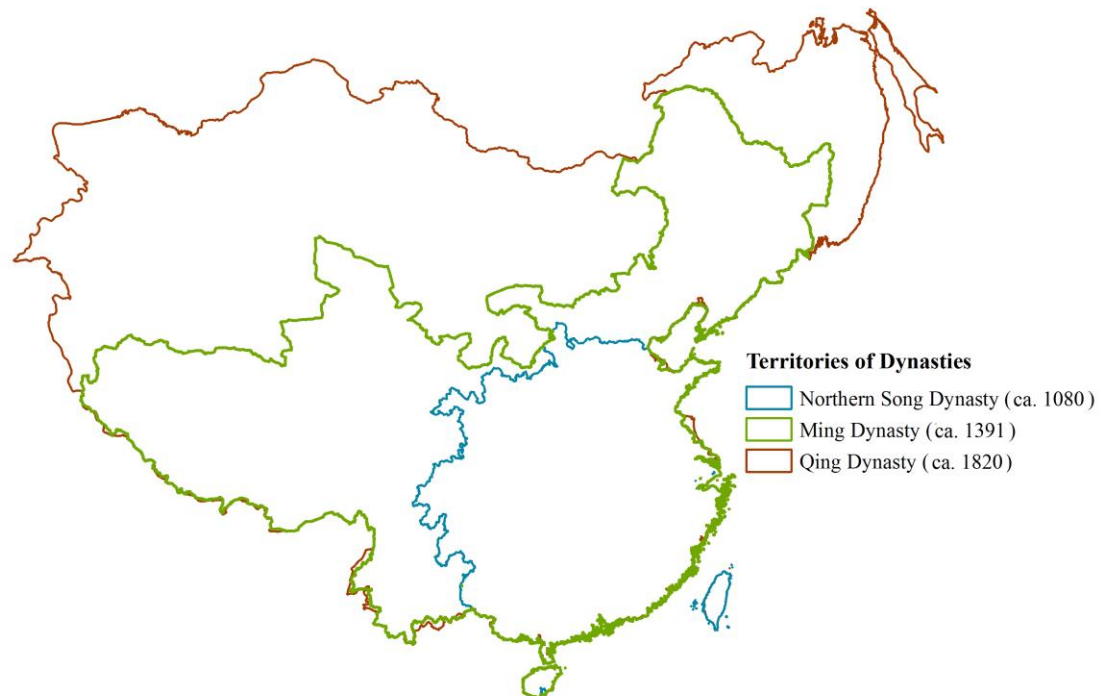 Territories of Dynasties
Northern Song Dynasty (ca. 1080)
Ming Dynasty (ca. 1391)
Qing Dynasty (ca. 1820)